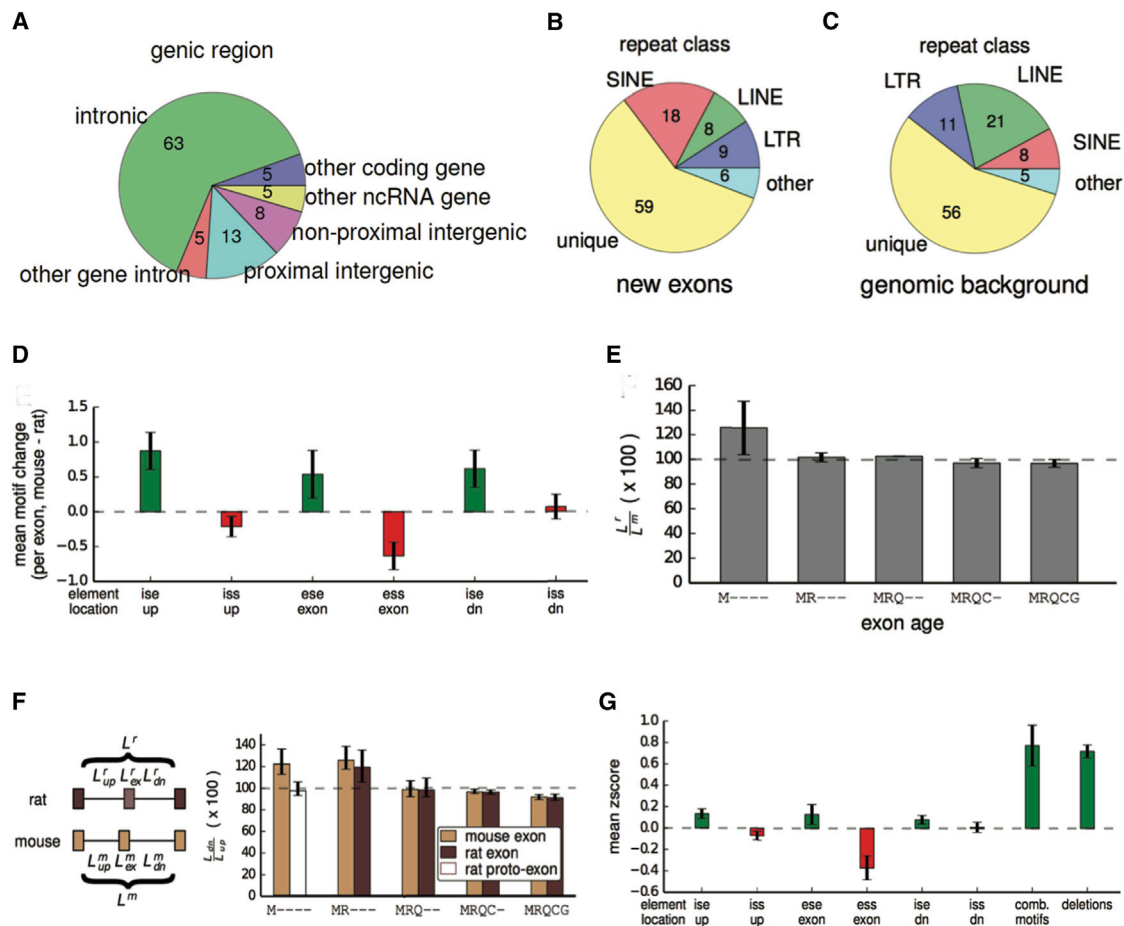 A
genic region
intronic
63
5
other coding gene
5
other ncRNA gene
8
non-proximal intergenic
13
proximal intergenic
5
other gene intron
B
repeat class
SINE
18
LINE
8
LTR
9
6
other
59
unique
new exons
C
repeat class
LTR
11
LINE
21
SINE
8
5
other
56
unique
genomic background
D
mean motif change
(per exon, mouse - rat)
1.5
1.0
0.5
0.0
−0.5
−1.0
element ise iss ese ess ise iss
location up up exon exon dn dn
E
L^r / L^m ( x 100 )
160
140
120
100
80
60
40
20
0
M---- MR--- MRQ-- MRQC- MRQCG
exon age
F
L^r
L^r_up L^r_ex L^r_dn
rat
mouse
L^m_up L^m_ex L^m_dn
L^m
L_dn / L_up ( x 100 )
140
120
100
80
60
40
20
0
mouse exon
rat exon
rat proto-exon
M---- MR--- MRQ-- MRQC- MRQCG
G
mean zscore
1.0
0.8
0.6
0.4
0.2
0.0
−0.2
−0.4
−0.6
element ise iss ese ess ise iss comb. deletions
location up up exon exon dn dn motifs